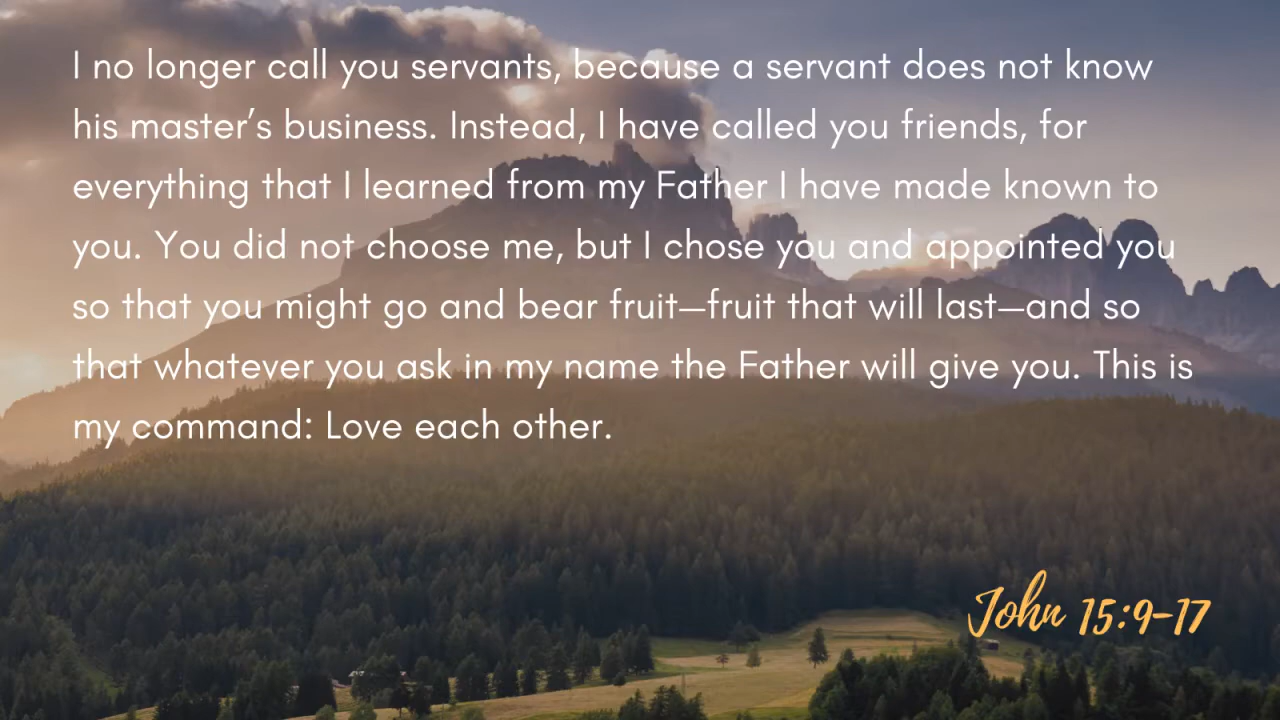 I no longer call you servants, because a servant does not know
his master’s business. Instead, I have called you friends, for
everything that I learned from my Father I have made known to
you. You did not choose me, but I chose you and appointed you
so that you might go and bear fruit—fruit that will last—and so
that whatever you ask in my name the Father will give you. This is
my command: Love each other.
John 15:9-17